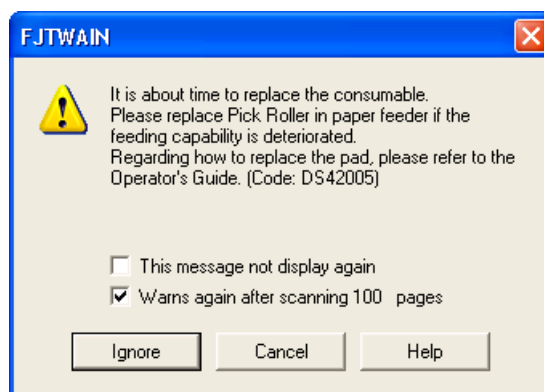 FJTWAIN
It is about time to replace the consumable.
Please replace Pick Roller in paper feeder if the
feeding capability is deteriorated.
Regarding how to replace the pad, please refer to the
Operator's Guide. (Code: DS42005)
This message not display again
Warns again after scanning 100 pages
Ignore
Cancel
Help